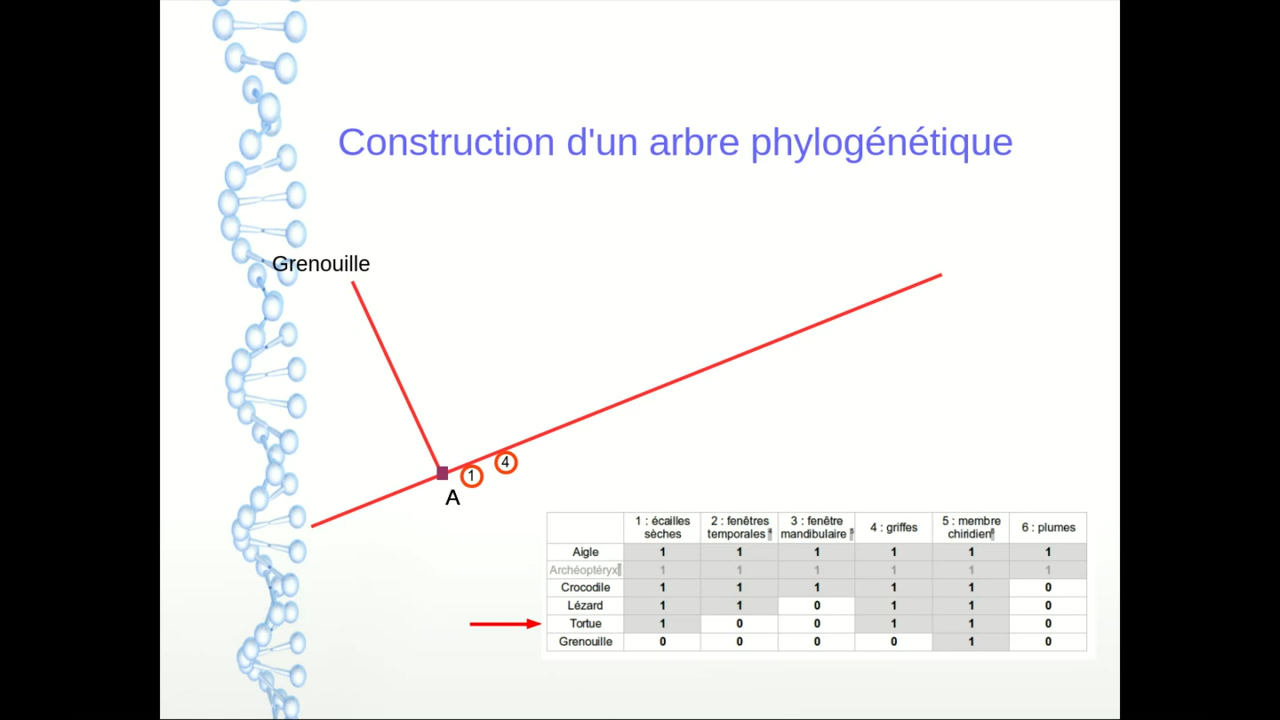 Construction d'un arbre phylogénétique
Grenouille
4
1
A
1 : écailles sèches 2 : fenêtres temporales 3 : fenêtre mandibulaire 4 : griffes 5 : membre chiridien 6 : plumes
Aigle 1 1 1 1 1 1
Archéoptéryx 1 1 1 1 1 1
Crocodile 1 1 1 1 1 0
Lézard 1 1 0 1 1 0
Tortue 1 0 0 1 1 0
Grenouille 0 0 0 0 1 0